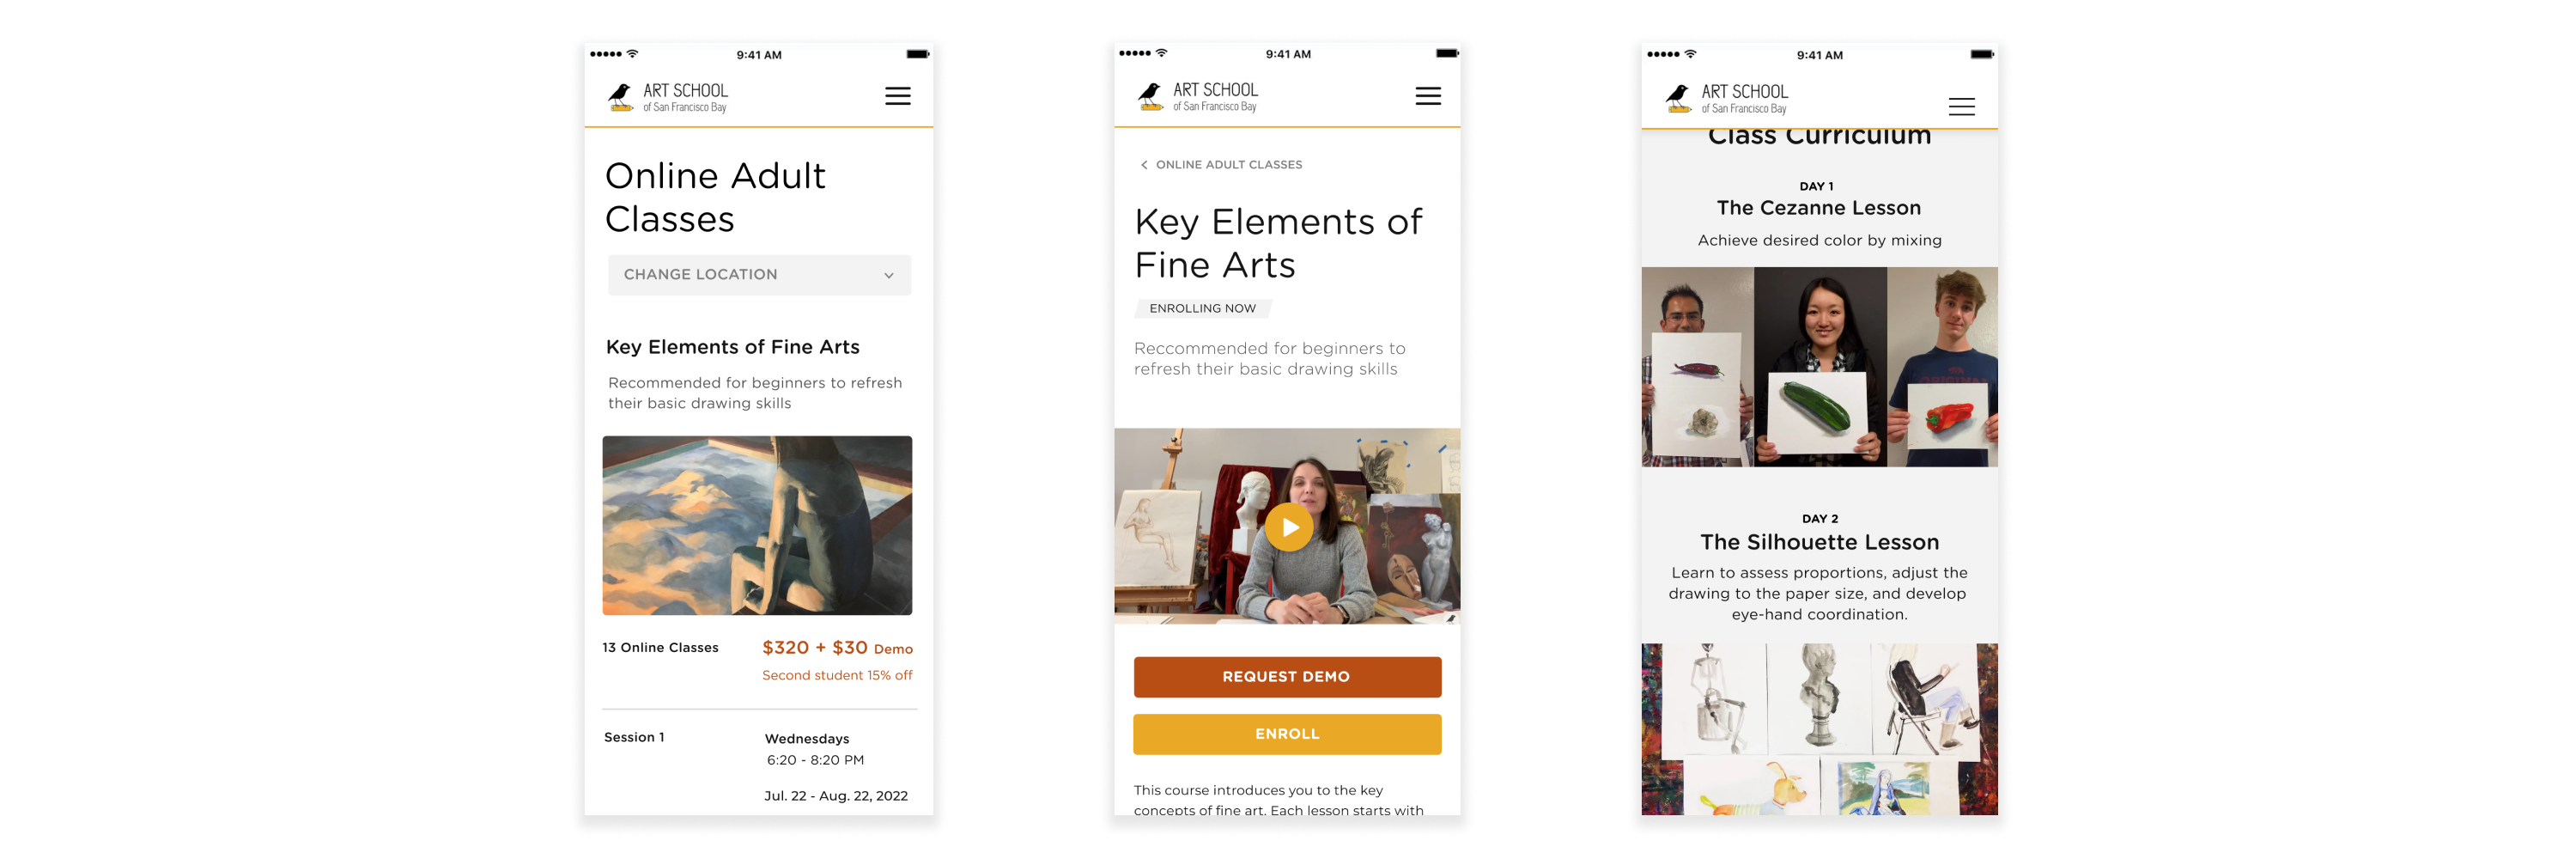 9:41 AM
ART SCHOOL
of San Francisco Bay
Online Adult
Classes
CHANGE LOCATION
Key Elements of Fine Arts
Recommended for beginners to refresh
their basic drawing skills
13 Online Classes
$320 + $30 Demo
Second student 15% off
Session 1
Wednesdays
6:20 - 8:20 PM
Jul. 22 - Aug. 22, 2022
9:41 AM
ART SCHOOL
of San Francisco Bay
ONLINE ADULT CLASSES
Key Elements of
Fine Arts
ENROLLING NOW
Reccommended for beginners to
refresh their basic drawing skills
REQUEST DEMO
ENROLL
This course introduces you to the key
concepts of fine art. Each lesson starts with
9:41 AM
ART SCHOOL
of San Francisco Bay
Class Curriculum
DAY 1
The Cezanne Lesson
Achieve desired color by mixing
DAY 2
The Silhouette Lesson
Learn to assess proportions, adjust the
drawing to the paper size, and develop
eye-hand coordination.